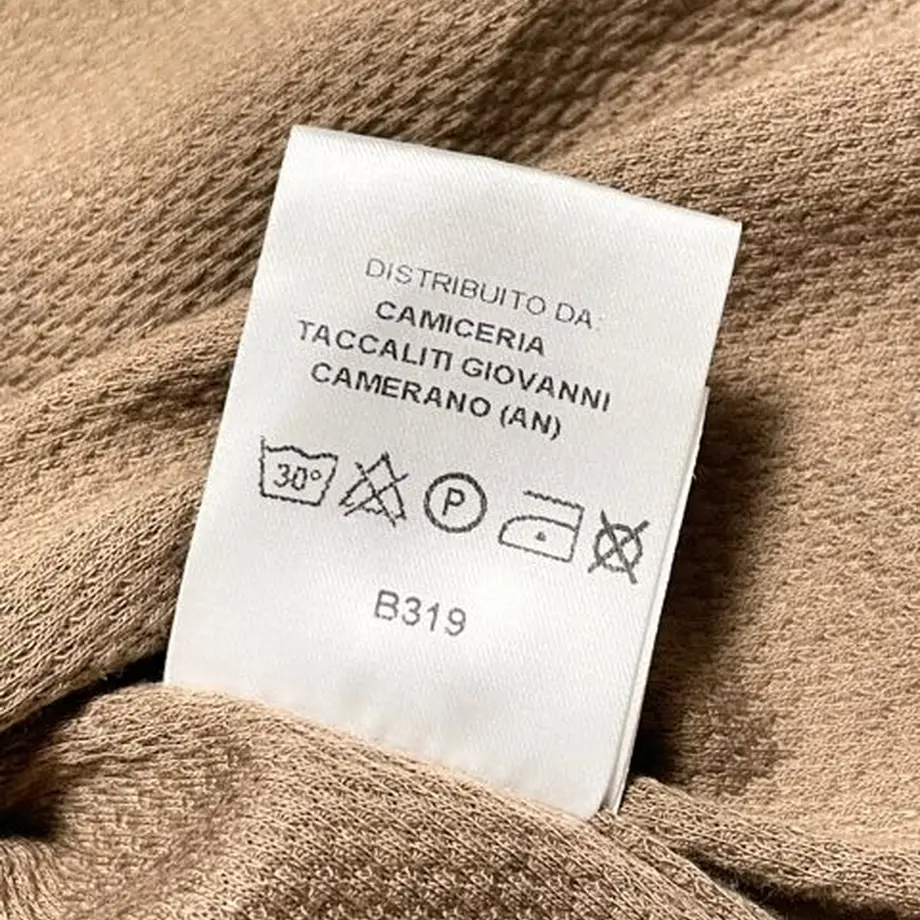 DISTRIBUITO DA:
CAMICERIA
TACCALITI GIOVANNI
CAMERANO (AN)
30° P
B319